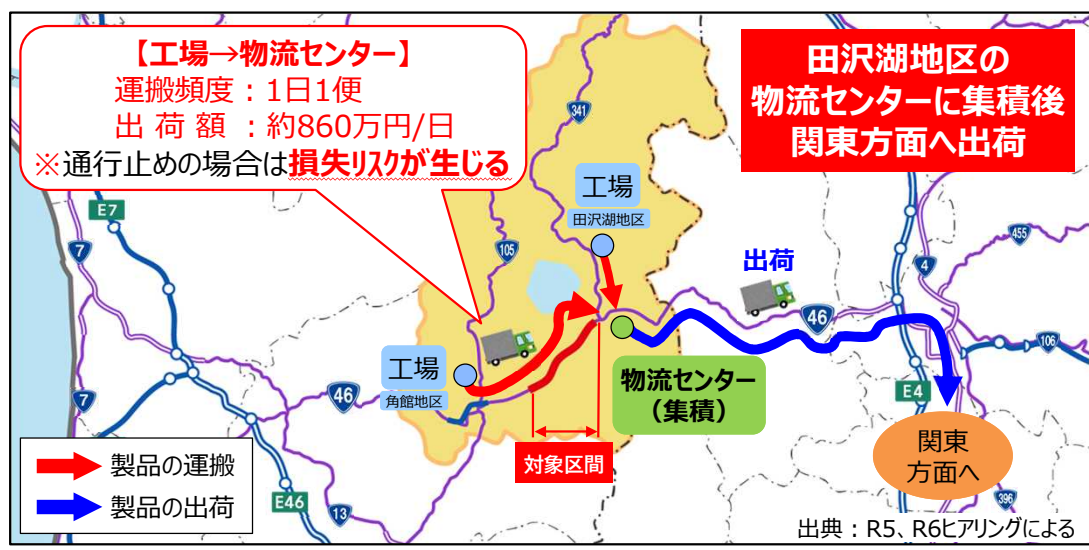 【工場→物流センター】
運搬頻度：1日1便
出荷額：約860万円/日
※通行止めの場合は損失リスクが生じる
田沢湖地区の
物流センターに集積後
関東方面へ出荷
341
E7
7
105
工場
田沢湖地区
出荷
455
4
46
106
工場
角館地区
物流センター
（集積）
E4
46
7
対象区間
関東
方面へ
製品の運搬
製品の出荷
E46
13
396
出典：R5、R6ヒアリングによる